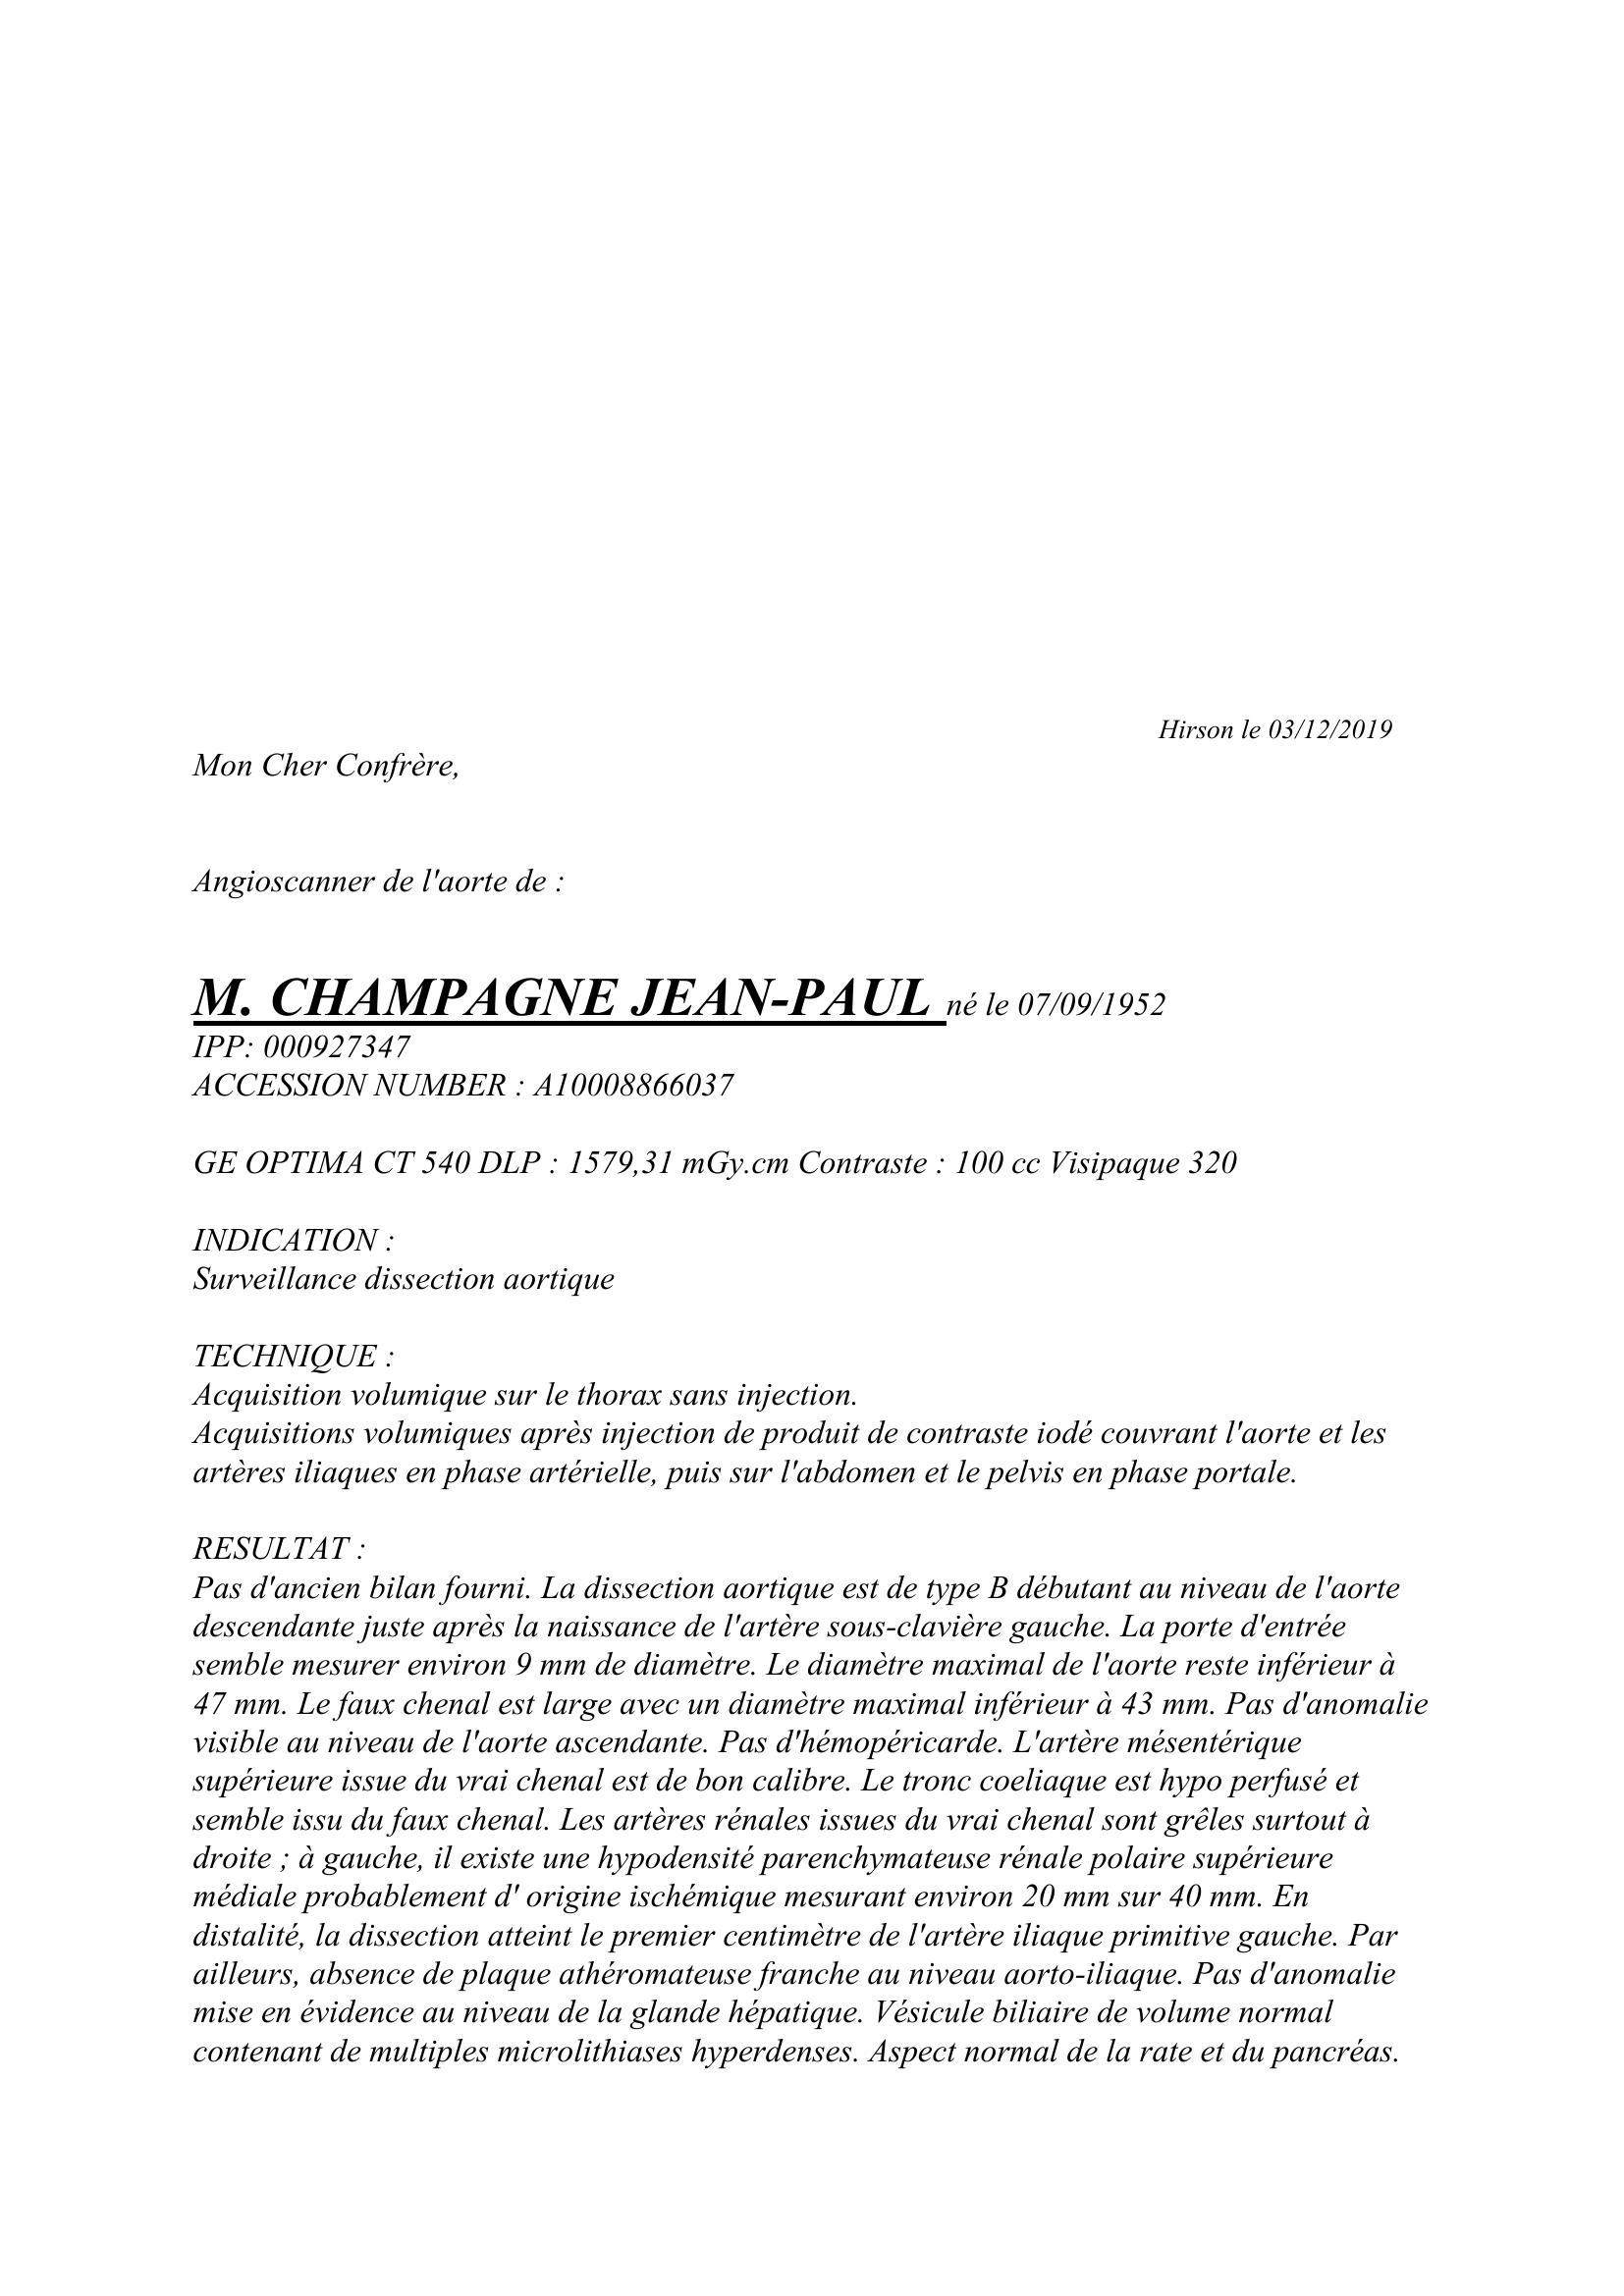 Hirson le 03/12/2019
Mon Cher Confrère,
Angioscanner de l'aorte de :
M. CHAMPAGNE JEAN-PAUL né le 07/09/1952
IPP: 000927347
ACCESSION NUMBER : A10008866037
GE OPTIMA CT 540 DLP : 1579,31 mGy.cm Contraste : 100 cc Visipaque 320
INDICATION :
Surveillance dissection aortique
TECHNIQUE :
Acquisition volumique sur le thorax sans injection.
Acquisitions volumiques après injection de produit de contraste iodé couvrant l'aorte et les
artères iliaques en phase artérielle, puis sur l'abdomen et le pelvis en phase portale.
RESULTAT :
Pas d'ancien bilan fourni. La dissection aortique est de type B débutant au niveau de l'aorte
descendante juste après la naissance de l'artère sous-clavière gauche. La porte d'entrée
semble mesurer environ 9 mm de diamètre. Le diamètre maximal de l'aorte reste inférieur à
47 mm. Le faux chenal est large avec un diamètre maximal inférieur à 43 mm. Pas d'anomalie
visible au niveau de l'aorte ascendante. Pas d'hémopéricarde. L'artère mésentérique
supérieure issue du vrai chenal est de bon calibre. Le tronc coeliaque est hypo perfusé et
semble issu du faux chenal. Les artères rénales issues du vrai chenal sont grêles surtout à
droite ; à gauche, il existe une hypodensité parenchymateuse rénale polaire supérieure
médiale probablement d' origine ischémique mesurant environ 20 mm sur 40 mm. En
distalité, la dissection atteint le premier centimètre de l'artère iliaque primitive gauche. Par
ailleurs, absence de plaque athéromateuse franche au niveau aorto-iliaque. Pas d'anomalie
mise en évidence au niveau de la glande hépatique. Vésicule biliaire de volume normal
contenant de multiples microlithiases hyperdenses. Aspect normal de la rate et du pancréas.